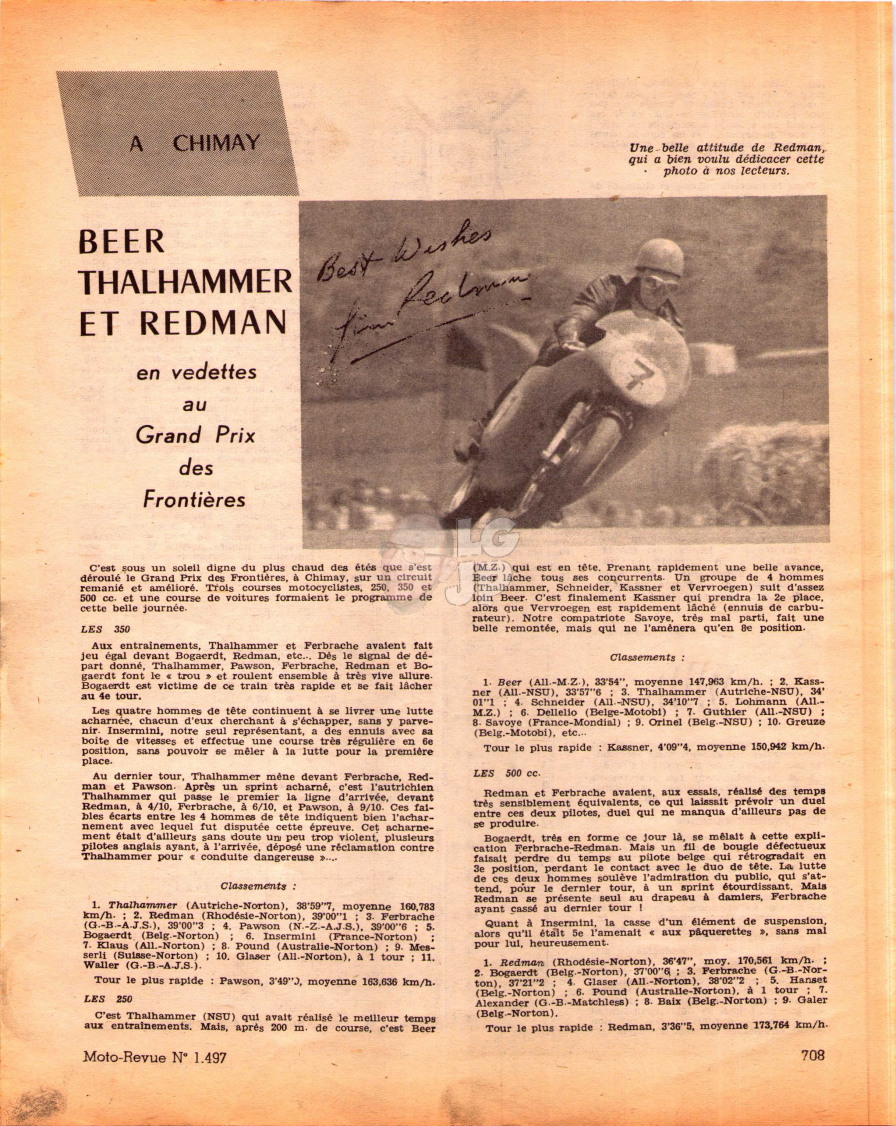 A CHIMAY
Une belle attitude de Redman,
qui a bien voulu dédicacer cette
photo à nos lecteurs.
BEER
THALHAMMER
ET REDMAN
en vedettes
au
Grand Prix
des
Frontières
Best Wishes
Jim Redman
7
LG
JP
C'est sous un soleil digne du plus chaud des étés que s'est
déroulé le Grand Prix des Frontières, à Chimay, sur un circuit
remanié et amélioré. Trois courses motocyclistes, 250, 350 et
500 cc. et une course de voitures formaient le programme de
cette belle journée.
LES 350
Aux entraînements, Thalhammer et Ferbrache avaient fait
jeu égal devant Bogaerdt, Redman, etc... Dès le signal de dé-
part donné, Thalhammer, Pawson, Ferbrache, Redman et Bo-
gaerdt font le « trou » et roulent ensemble à très vive allure.
Bogaerdt est victime de ce train très rapide et se fait lâcher
au 4e tour.
Les quatre hommes de tête continuent à se livrer une lutte
acharnée, chacun d'eux cherchant à s'échapper, sans y parve-
nir. Insermini, notre seul représentant, a des ennuis avec sa
boîte de vitesses et effectue une course très régulière en 6e
position, sans pouvoir se mêler à la lutte pour la première
place.
Au dernier tour, Thalhammer mène devant Ferbrache, Red-
man et Pawson. Après un sprint acharné, c'est l'autrichien
Thalhammer qui passe le premier la ligne d'arrivée, devant
Redman, à 4/10, Ferbrache, à 6/10, et Pawson, à 9/10. Ces fai-
bles écarts entre les 4 hommes de tête indiquent bien l'achar-
nement avec lequel fut disputée cette épreuve. Cet acharne-
ment était d'ailleurs sans doute un peu trop violent, plusieurs
pilotes anglais ayant, à l'arrivée, déposé une réclamation contre
Thalhammer pour « conduite dangereuse »....
Classements :
1. Thalhammer (Autriche-Norton), 38'59"7, moyenne 160,783
km/h. ; 2. Redman (Rhodésie-Norton), 39'00"1 ; 3. Ferbrache
(G.-B.-A.J.S.), 39'00"3 ; 4. Pawson (N.-Z.-A.J.S.), 39'00"6 ; 5.
Bogaerdt (Belg.-Norton) ; 6. Insermini (France-Norton) ;
7. Klaus (All.-Norton) ; 8. Pound (Australie-Norton) ; 9. Mes-
serli (Suisse-Norton) ; 10. Glaser (All.-Norton), à 1 tour ; 11.
Waller (G.-B.-A.J.S.).
Tour le plus rapide : Pawson, moyenne 163,636 km/h.
LES 250
C'est Thalhammer (NSU) qui avait réalisé le meilleur temps
aux entraînements. Mais, après 200 m. de course, c'est Beer
(M.Z.) qui est en tête. Prenant rapidement une belle avance,
Beer lâche tous ses concurrents. Un groupe de 4 hommes
(Thalhammer, Schneider, Kassner et Vervroegen) suit d'assez
loin Beer. C'est finalement Kassner qui prendra la 2e place,
alors que Vervroegen est rapidement lâché (ennuis de carbu-
rateur). Notre compatriote Savoye, très mal parti, fait une
belle remontée, mais qui ne l'amènera qu'en 8e position.
Classements :
1. Beer (All.-M.Z.), 33'54", moyenne 147,963 km/h. ; 2. Kass-
ner (All.-NSU), 33'57"6 ; 3. Thalhammer (Autriche-NSU), 34'
01"1 ; 4. Schneider (All.-NSU), 34'10"7 ; 5. Lohmann (All.-
M.Z.) ; 6. Dellelio (Belge-Motobi) ; 7. Guthier (All.-NSU) ;
8. Savoye (France-Mondial) ; 9. Orinel (Belg.-NSU) ; 10. Greuze
(Belg.-Motobi), etc...
Tour le plus rapide : Kassner, 4'09"4, moyenne 150,942 km/h.
LES 500 cc.
Redman et Ferbrache avaient, aux essais, réalisé des temps
très sensiblement équivalents, ce qui laissait prévoir un duel
entre ces deux pilotes, duel qui ne manqua d'ailleurs pas de
se produire.
Bogaerdt, très en forme ce jour là, se mêlait à cette expli-
cation Ferbrache-Redman. Mais un fil de bougie défectueux
faisait perdre du temps au pilote belge qui rétrogradait en
3e position, perdant le contact avec le duo de tête. La lutte
de ces deux hommes soulève l'admiration du public, qui s'at-
tend, pour le dernier tour, à un sprint étourdissant. Mais
Redman se présente seul au drapeau à damiers, Ferbrache
ayant cassé au dernier tour !
Quant à Insermini, la casse d'un élément de suspension,
alors qu'il était 5e l'amenait « aux pâquerettes », sans mal
pour lui, heureusement.
1. Redman (Rhodésie-Norton), 36'47", moy. 170,561 km/h. ;
2. Bogaerdt (Belg.-Norton), 37'00"6 ; 3. Ferbrache (G.-B.-Nor-
ton), 37'21"2 ; 4. Glaser (All.-Norton), 38'02"2 ; 5. Hanset
(Belg.-Norton) ; 6. Pound (Australie-Norton), à 1 tour ; 7.
Alexander (G.-B.-Matchless) ; 8. Baix (Belg.-Norton) ; 9. Galer
(Belg.-Norton).
Tour le plus rapide : Redman, 3'36"5, moyenne 173,764 km/h.
Moto-Revue N° 1.497
708